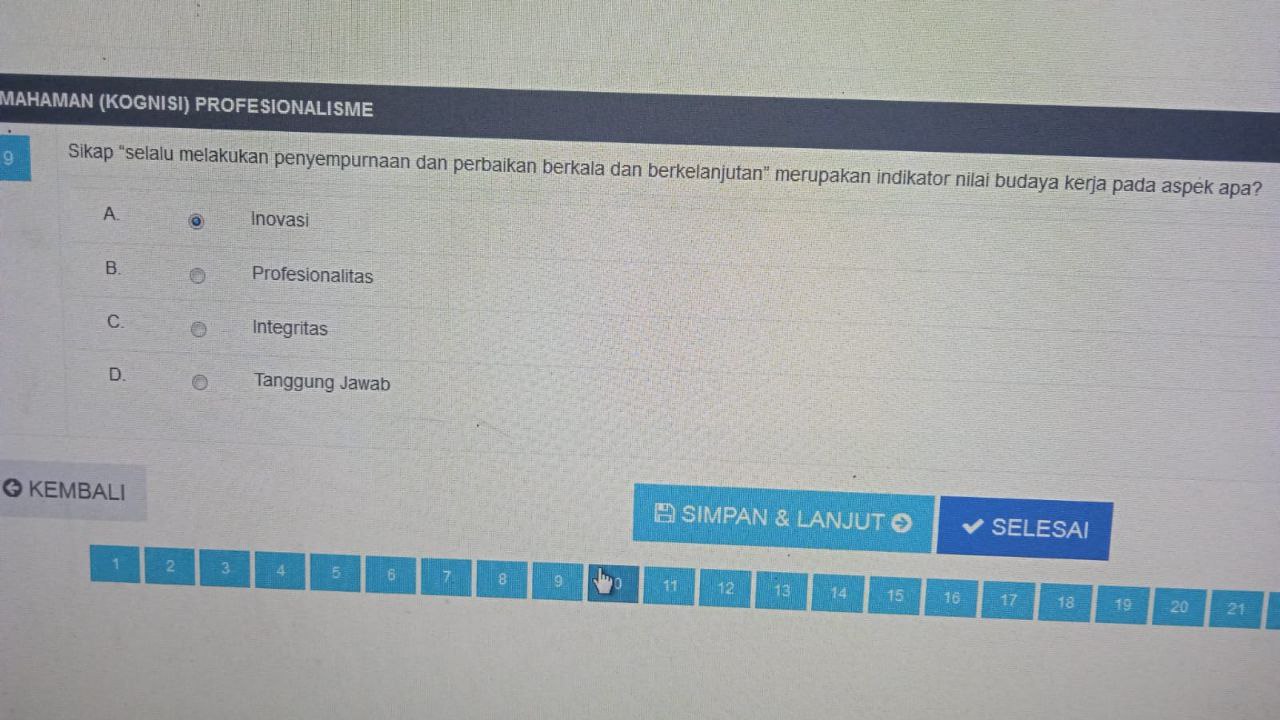 MAHAMAN (KOGNISI) PROFESIONALISME
9 Sikap "selalu melakukan penyempurnaan dan perbaikan berkala dan berkelanjutan" merupakan indikator nilai budaya kerja pada aspek apa?
A. Inovasi
B. Profesionalitas
C. Integritas
D. Tanggung Jawab
KEMBALI
SIMPAN & LANJUT SELESAI
1 2 3 4 5 6 7 8 9 0 11 12 13 14 15 16 17 18 19 20 21